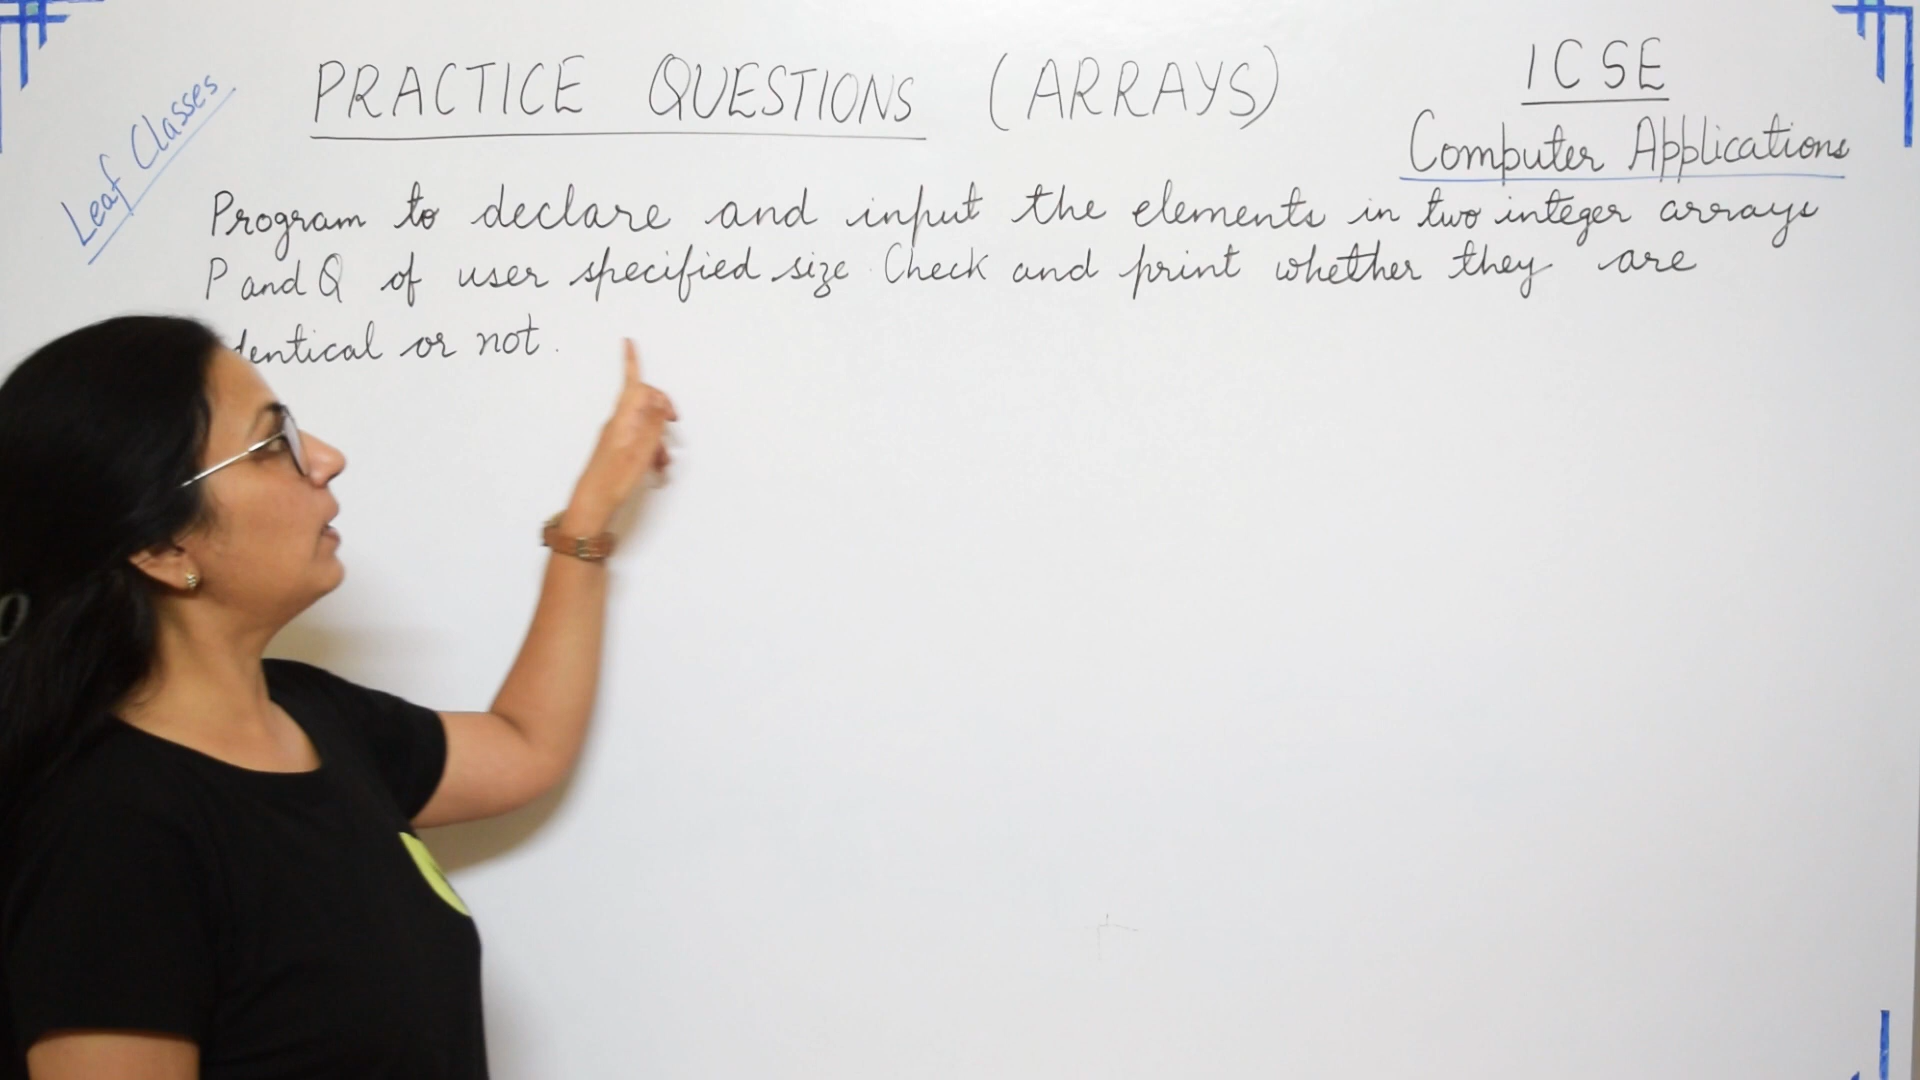 Leaf Classes
PRACTICE QUESTIONS (ARRAYS)
ICSE
Computer Applications
Program to declare and input the elements in two integer arrays
P and Q of user specified size. Check and print whether they are
dentical or not.